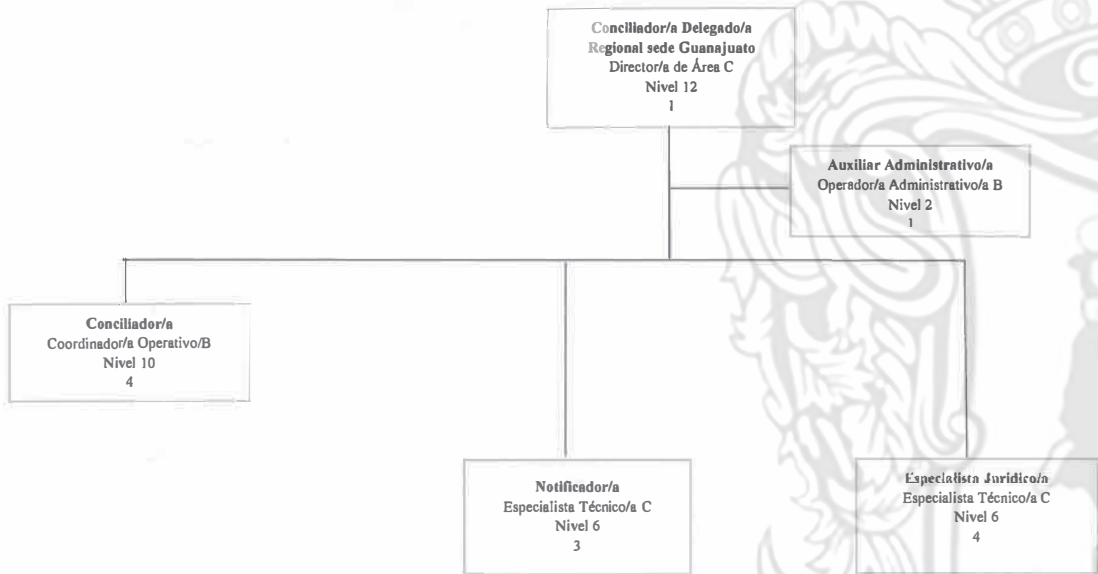 Conciliador/a Delegado/a
Regional sede Guanajuato
Director/a de Área C
Nivel 12
1
Auxiliar Administrativo/a
Operador/a Administrativo/a B
Nivel 2
1
Conciliador/a
Coordinador/a Operativo/B
Nivel 10
4
Notificador/a
Especialista Técnico/a C
Nivel 6
3
Especialista Jurídico/a
Especialista Técnico/a C
Nivel 6
4